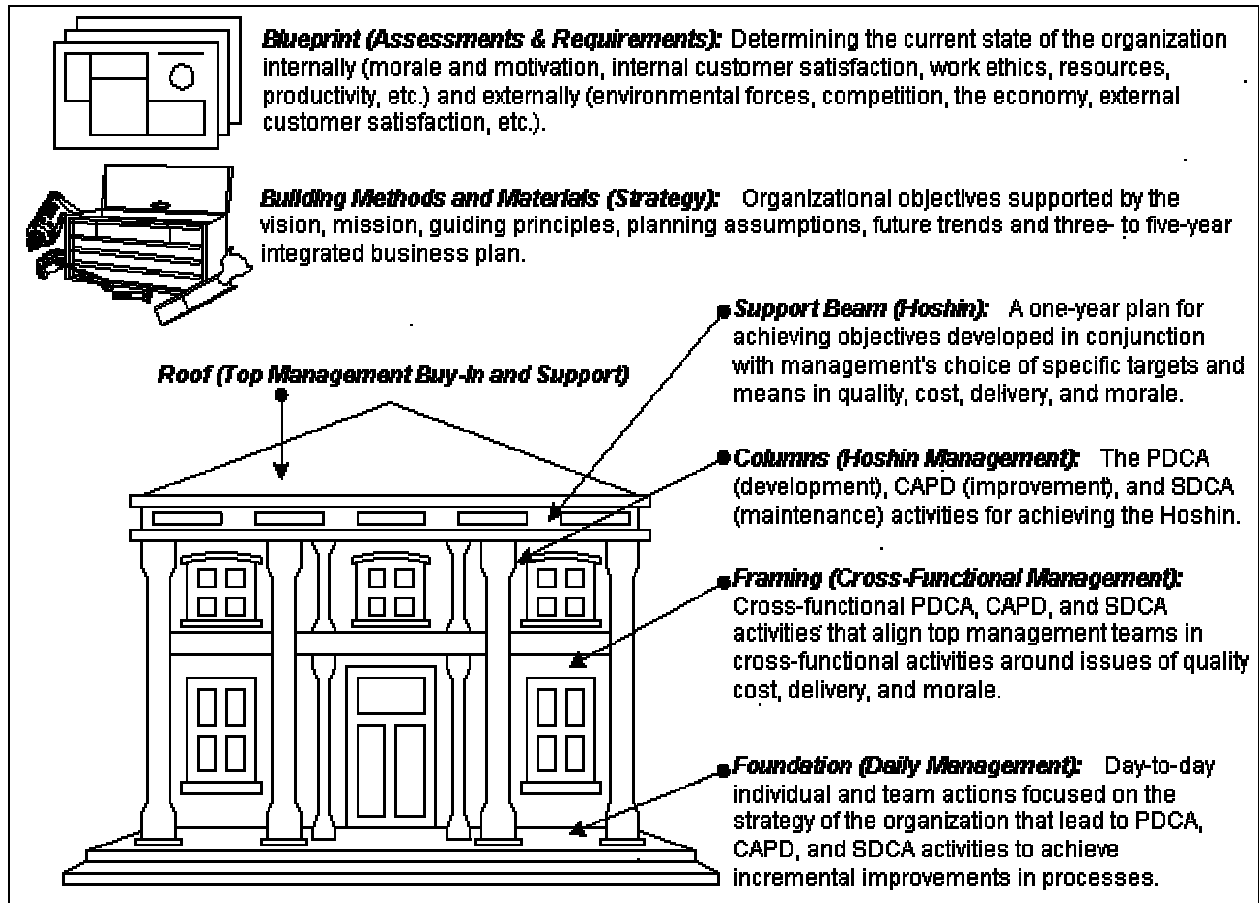 Blueprint (Assessments & Requirements): Determining the current state of the organization
internally (morale and motivation, internal customer satisfaction, work ethics, resources,
productivity, etc.) and externally (environmental forces, competition, the economy, external
customer satisfaction, etc.).
Building Methods and Materials (Strategy): Organizational objectives supported by the
vision, mission, guiding principles, planning assumptions, future trends and three- to five-year
integrated business plan.
Support Beam (Hoshin): A one-year plan for
achieving objectives developed in conjunction
with management's choice of specific targets and
means in quality, cost, delivery, and morale.
Roof (Top Management Buy-In and Support)
Columns (Hoshin Management): The PDCA
(development), CAPD (improvement), and SDCA
(maintenance) activities for achieving the Hoshin.
Framing (Cross-Functional Management):
Cross-functional PDCA, CAPD, and SDCA
activities that align top management teams in
cross-functional activities around issues of quality
cost, delivery, and morale.
Foundation (Daily Management): Day-to-day
individual and team actions focused on the
strategy of the organization that lead to PDCA,
CAPD, and SDCA activities to achieve
incremental improvements in processes.